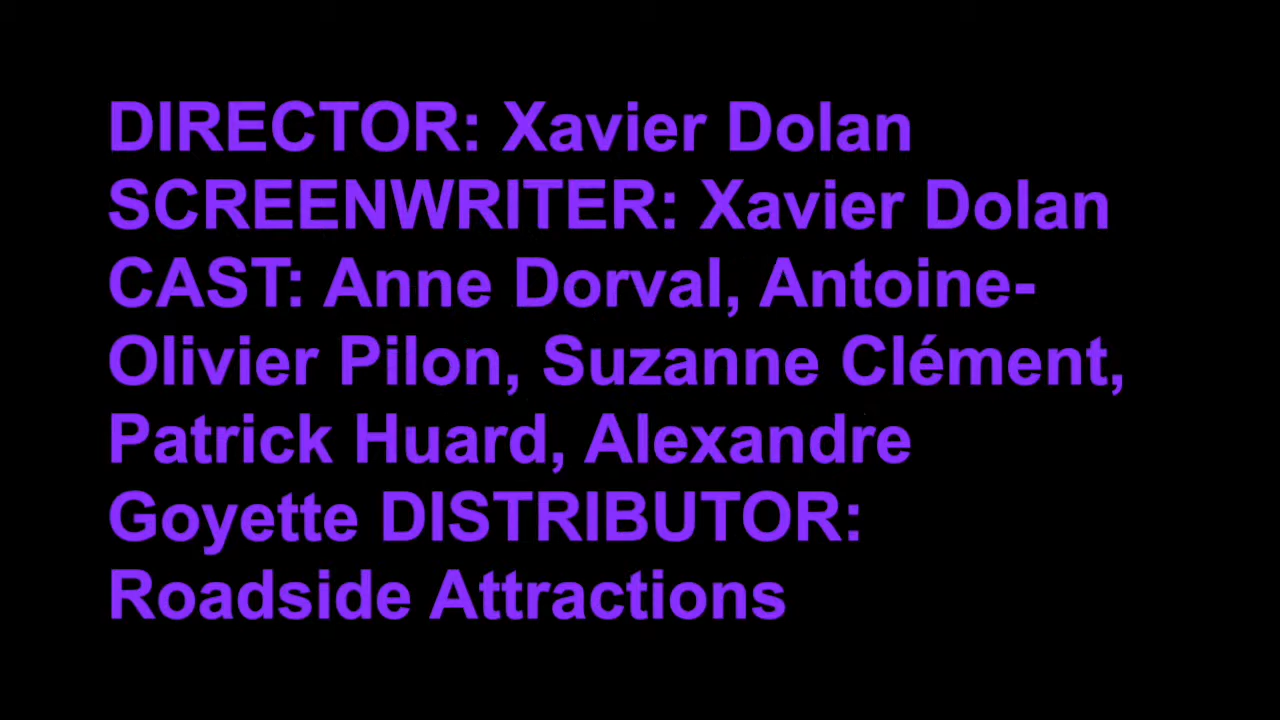 DIRECTOR: Xavier Dolan
SCREENWRITER: Xavier Dolan
CAST: Anne Dorval, Antoine-
Olivier Pilon, Suzanne Clément,
Patrick Huard, Alexandre
Goyette DISTRIBUTOR:
Roadside Attractions